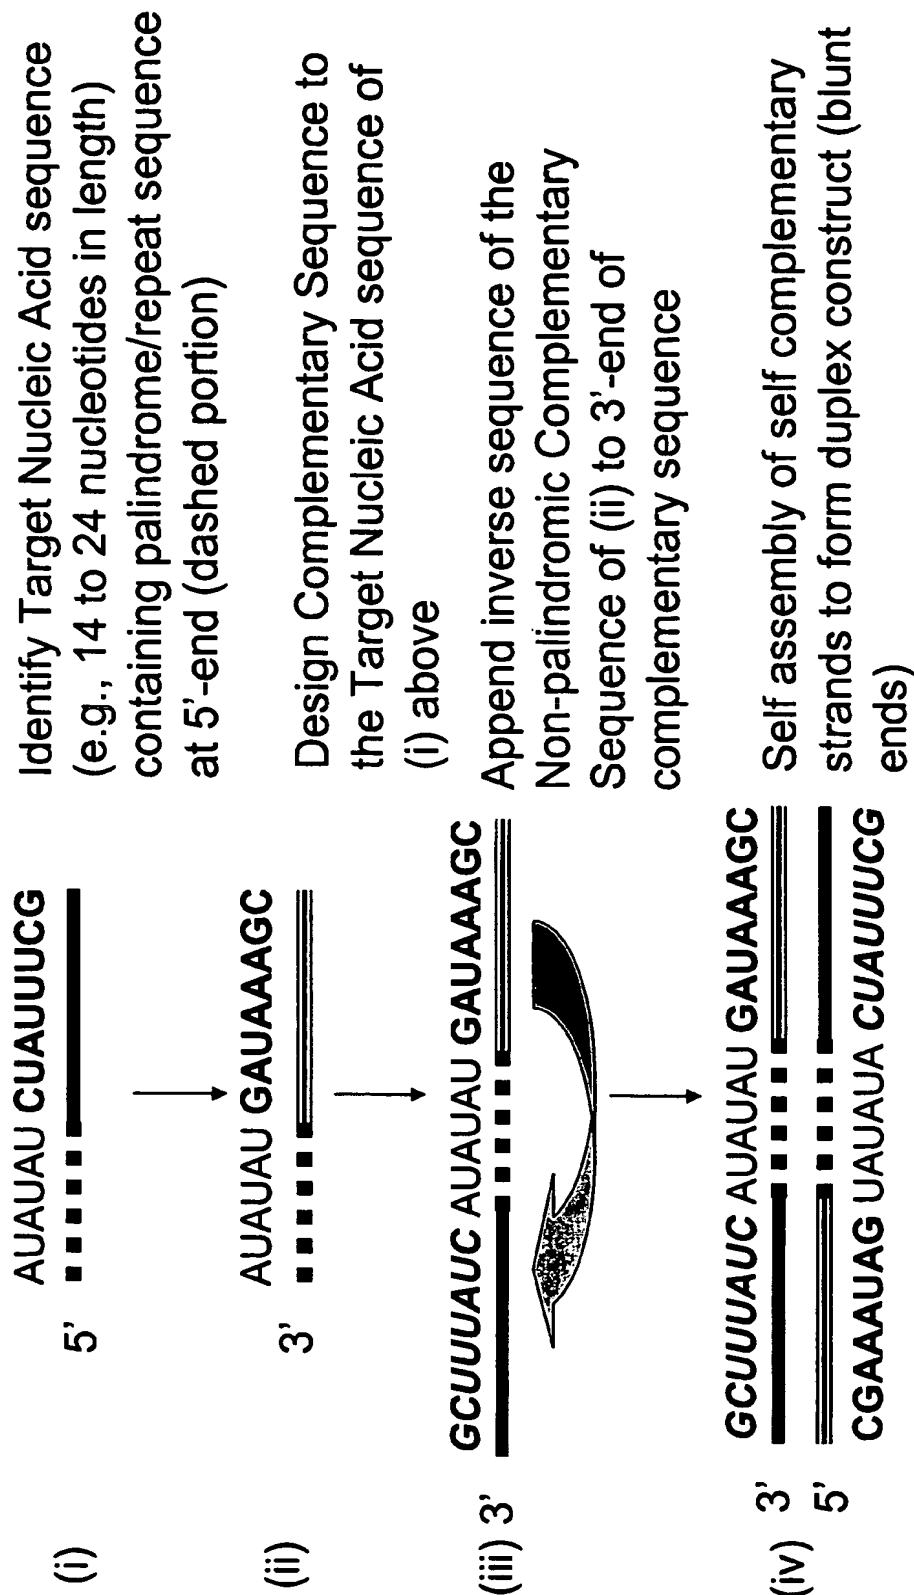 (i)
AUAUAU CUAUUUCG
5'
Identify Target Nucleic Acid sequence
(e.g., 14 to 24 nucleotides in length)
containing palindrome/repeat sequence
at 5'-end (dashed portion)
(ii)
AUAUAU GAUAAAGC
3'
Design Complementary Sequence to
the Target Nucleic Acid sequence of
(i) above
(iii)
GCUUUAUC AUAUAU GAUAAAGC
3'
Append inverse sequence of the
Non-palindromic Complementary
Sequence of (ii) to 3'-end of
complementary sequence
(iv)
GCUUUAUC AUAUAU GAUAAAGC
3'
5'
CGAAAUAG UAUAUA CUAUUUCG
Self assembly of self complementary
strands to form duplex construct (blunt
ends)